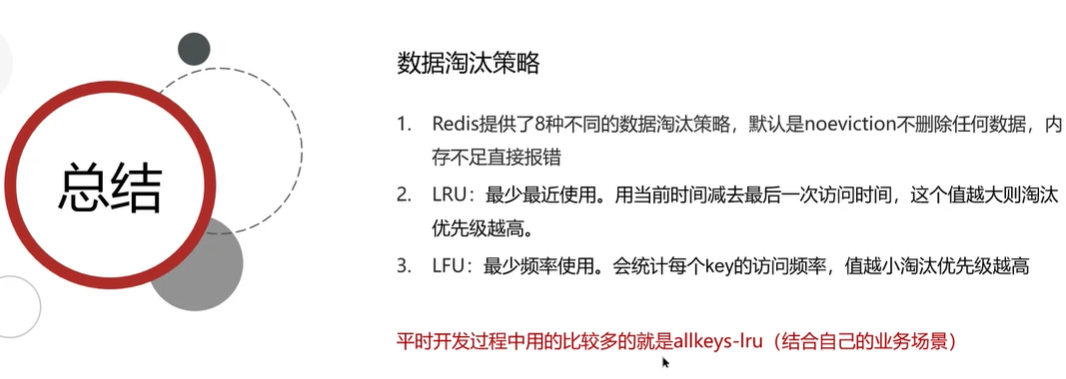 总结
数据淘汰策略
1. Redis提供了8种不同的数据淘汰策略，默认是noeviction不删除任何数据，内
存不足直接报错
2. LRU：最少最近使用。用当前时间减去最后一次访问时间，这个值越大则淘汰
优先级越高。
3. LFU：最少频率使用。会统计每个key的访问频率，值越小淘汰优先级越高
平时开发过程中用的比较多的就是allkeys-lru（结合自己的业务场景）